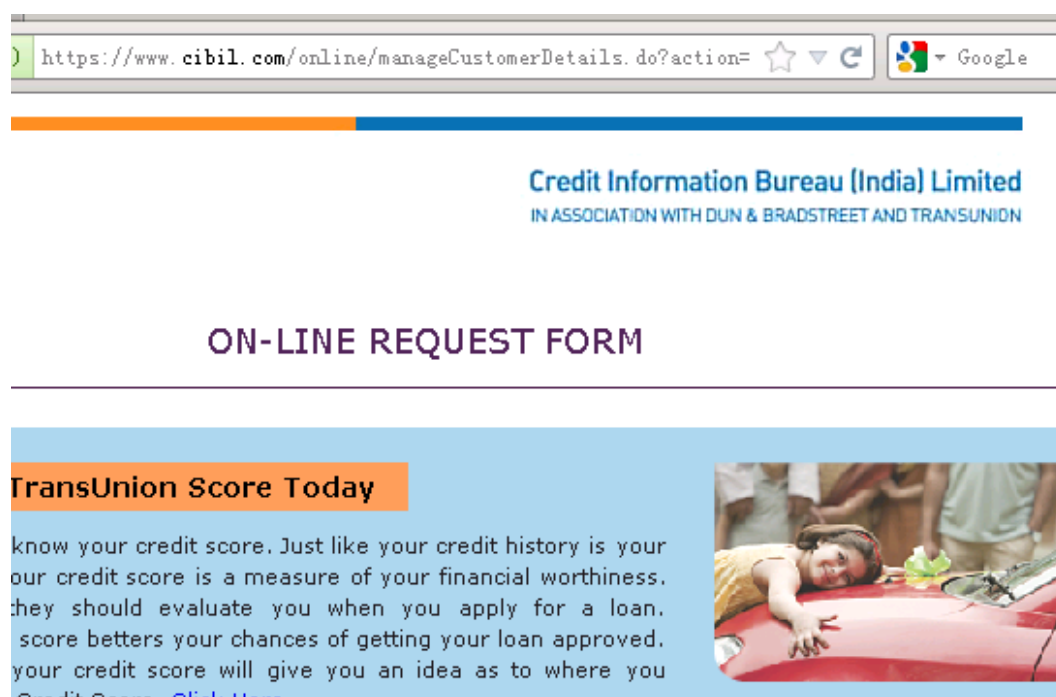 https://www.cibil.com/online/manageCustomerDetails.do?action=
Google
Credit Information Bureau (India) Limited
IN ASSOCIATION WITH DUN & BRADSTREET AND TRANSUNION
ON-LINE REQUEST FORM
TransUnion Score Today
know your credit score. Just like your credit history is your
our credit score is a measure of your financial worthiness.
they should evaluate you when you apply for a loan.
score betters your chances of getting your loan approved.
your credit score will give you an idea as to where you
Credit Score. Click Here